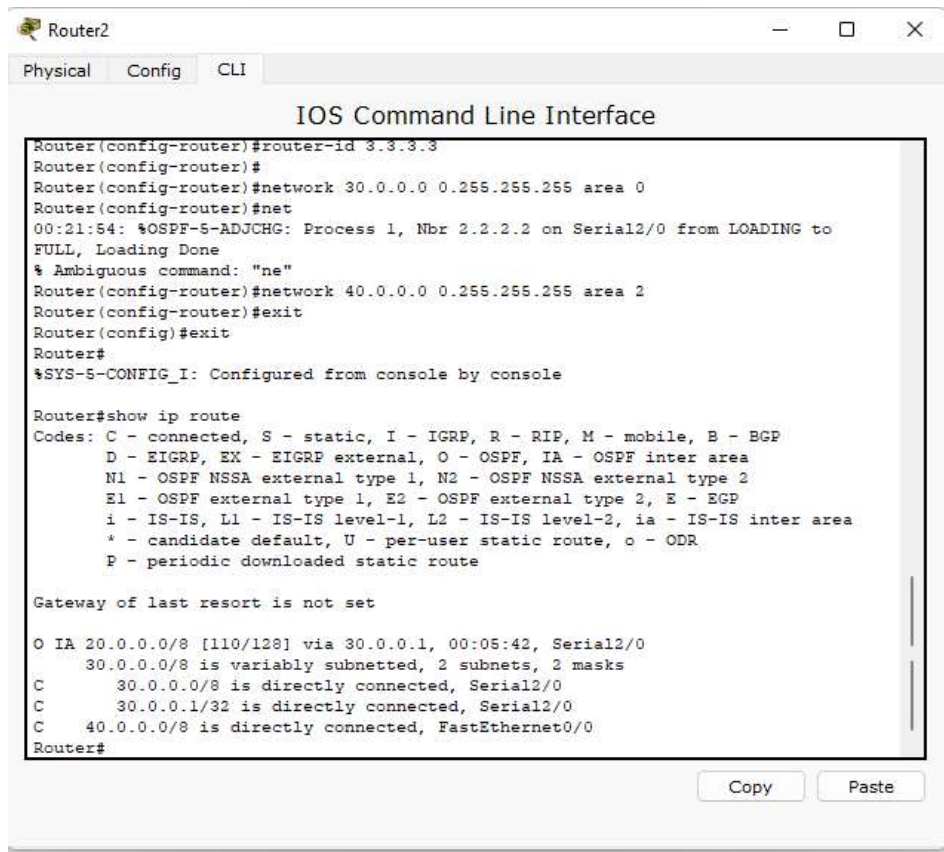 Router2
Physical Config CLI
IOS Command Line Interface
Router(config-router)#router-id 3.3.3.3
Router(config-router)#
Router(config-router)#network 30.0.0.0 0.255.255.255 area 0
Router(config-router)#net
00:21:54: %OSPF-5-ADJCHG: Process 1, Nbr 2.2.2.2 on Serial2/0 from LOADING to
FULL, Loading Done
% Ambiguous command: "ne"
Router(config-router)#network 40.0.0.0 0.255.255.255 area 2
Router(config-router)#exit
Router(config)#exit
Router#
%SYS-5-CONFIG_I: Configured from console by console
Router#show ip route
Codes: C - connected, S - static, I - IGRP, R - RIP, M - mobile, B - BGP
D - EIGRP, EX - EIGRP external, O - OSPF, IA - OSPF inter area
N1 - OSPF NSSA external type 1, N2 - OSPF NSSA external type 2
E1 - OSPF external type 1, E2 - OSPF external type 2, E - EGP
i - IS-IS, L1 - IS-IS level-1, L2 - IS-IS level-2, ia - IS-IS inter area
* - candidate default, U - per-user static route, o - ODR
P - periodic downloaded static route
Gateway of last resort is not set
O IA 20.0.0.0/8 [110/128] via 30.0.0.1, 00:05:42, Serial2/0
30.0.0.0/8 is variably subnetted, 2 subnets, 2 masks
C 30.0.0.0/8 is directly connected, Serial2/0
C 30.0.0.1/32 is directly connected, Serial2/0
C 40.0.0.0/8 is directly connected, FastEthernet0/0
Router#
Copy Paste